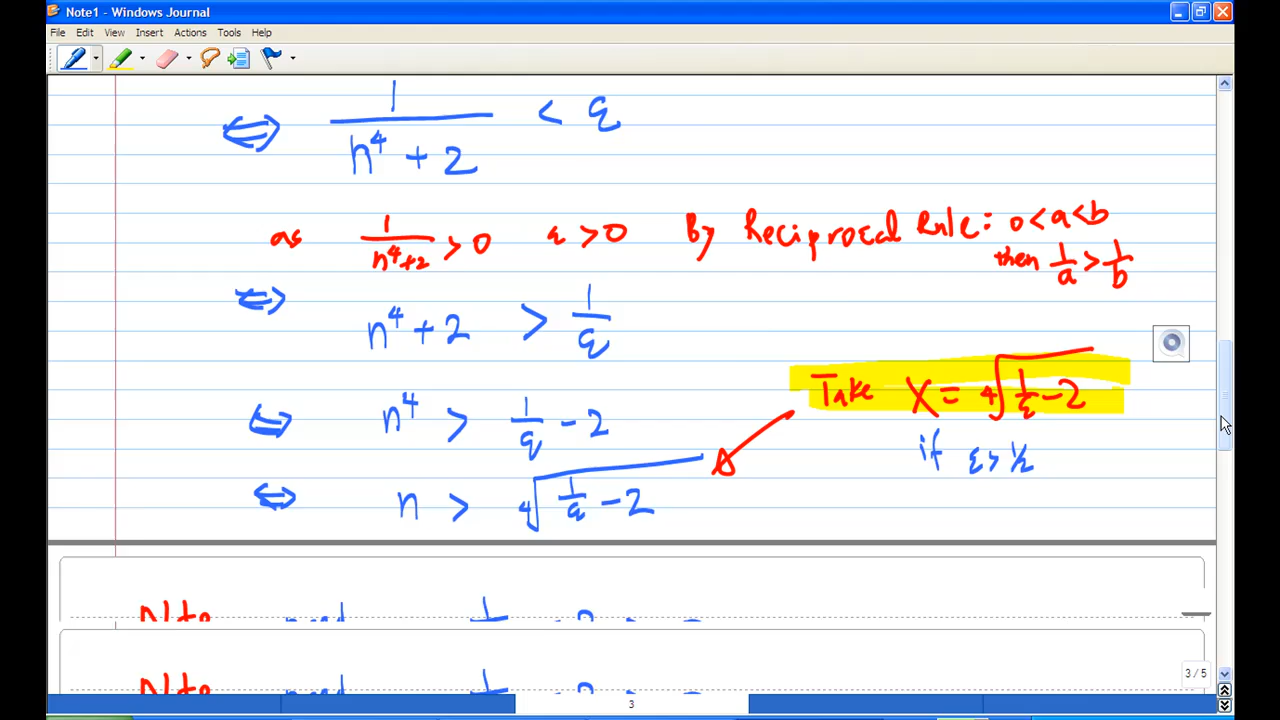 Note1 - Windows Journal
File Edit View Insert Actions Tools Help
⇔ 1/(n⁴ + 2) < ε
as 1/(n⁴+2) > 0 ε > 0 By Reciprocal Rule: 0<a<b
then 1/a > 1/b
⇔ n⁴ + 2 > 1/ε
Take X = ∜(1/ε - 2)
⇔ n⁴ > 1/ε - 2
if ε > 1/2
⇔ n > ∜(1/ε - 2)
3 / 5
3